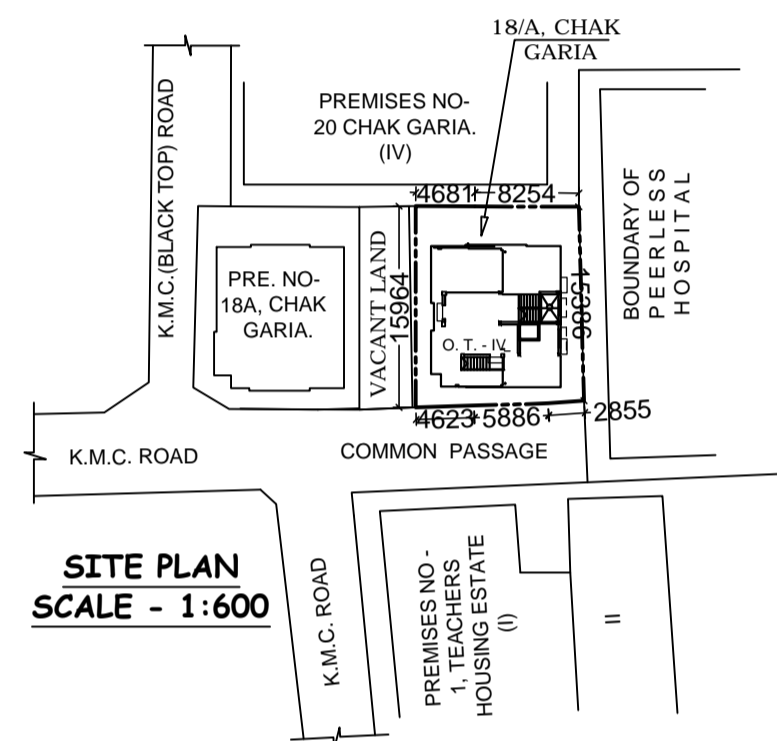 18/A, CHAK
GARIA
PREMISES NO-
20 CHAK GARIA.
(IV)
K.M.C.(BLACK TOP) ROAD
4681 8254
BOUNDARY OF
PEERLESS
HOSPITAL
PRE. NO-
18A, CHAK
GARIA.
VACANT LAND
15964
O. T. - IV
4623 5886 2855
K.M.C. ROAD
COMMON PASSAGE
SITE PLAN
SCALE - 1:600
K.M.C. ROAD
PREMISES NO -
1, TEACHERS
HOUSING ESTATE
(I)
II